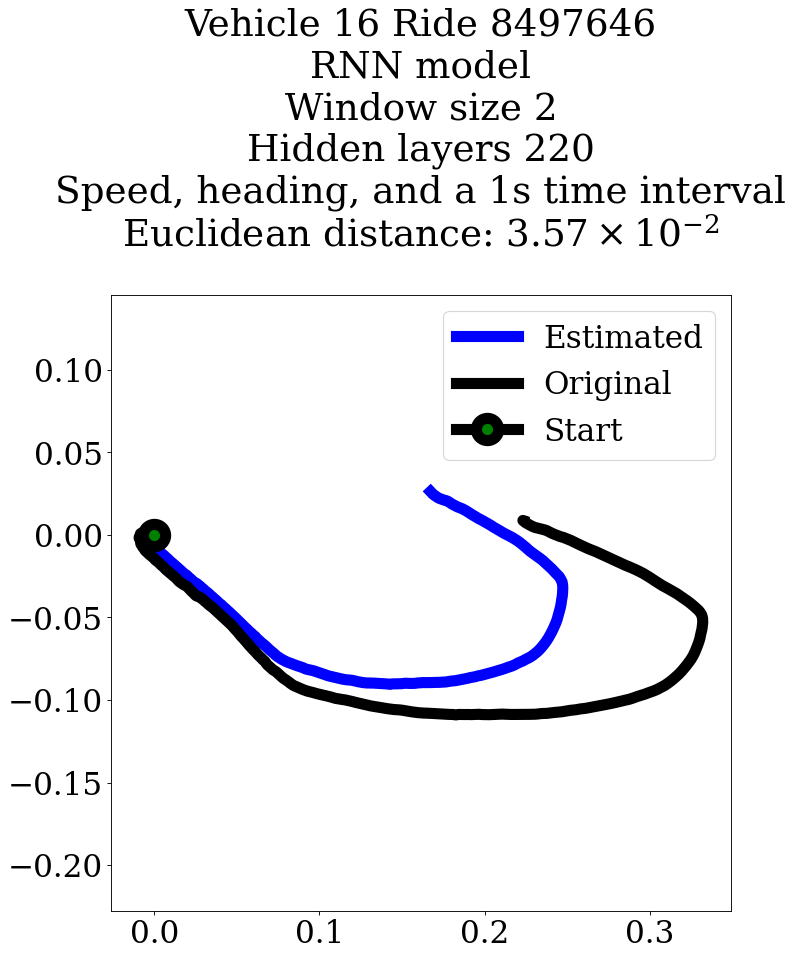 Vehicle 16 Ride 8497646
RNN model
Window size 2
Hidden layers 220
Speed, heading, and a 1s time interval
Euclidean distance: 3.57 × 10⁻²
Estimated
Original
Start
0.10
0.05
0.00
−0.05
−0.10
−0.15
−0.20
0.0 0.1 0.2 0.3